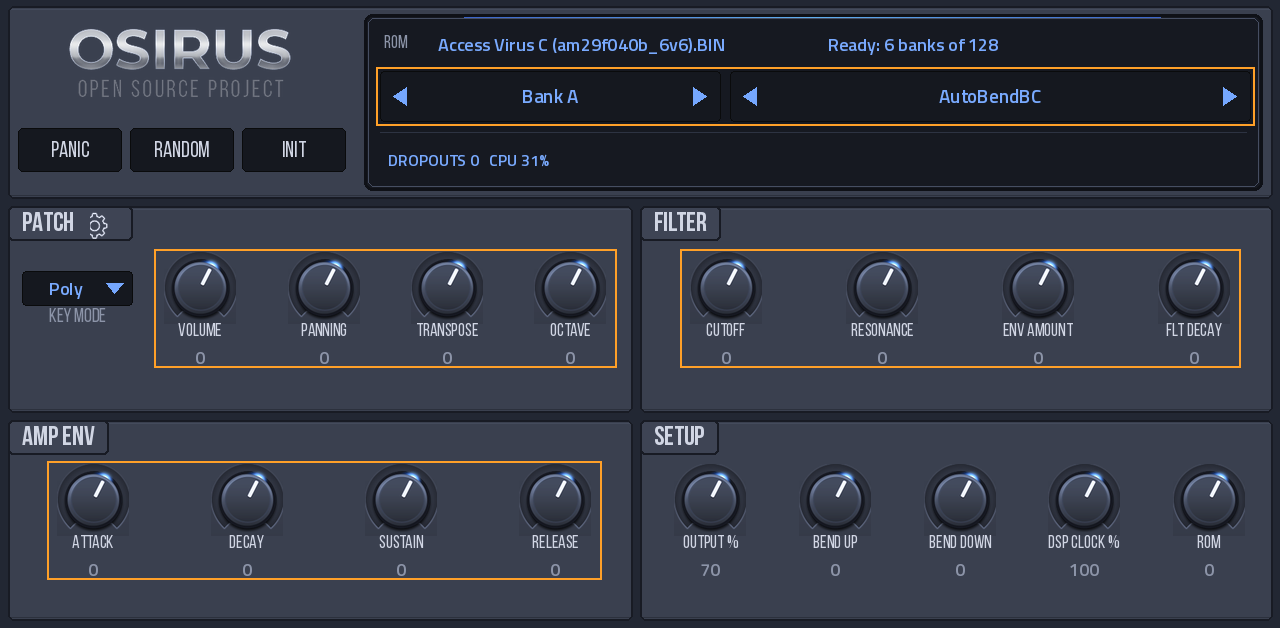 OSIRUS
OPEN SOURCE PROJECT
PANIC RANDOM INIT
ROM Access Virus C (am29f040b_6v6).BIN Ready: 6 banks of 128
Bank A AutoBendBC
DROPOUTS 0 CPU 31%
PATCH
Poly
KEY MODE
VOLUME PANNING TRANSPOSE OCTAVE
0 0 0 0
FILTER
CUTOFF RESONANCE ENV AMOUNT FLT DECAY
0 0 0 0
AMP ENV
ATTACK DECAY SUSTAIN RELEASE
0 0 0 0
SETUP
OUTPUT % BEND UP BEND DOWN DSP CLOCK % ROM
70 0 0 100 0